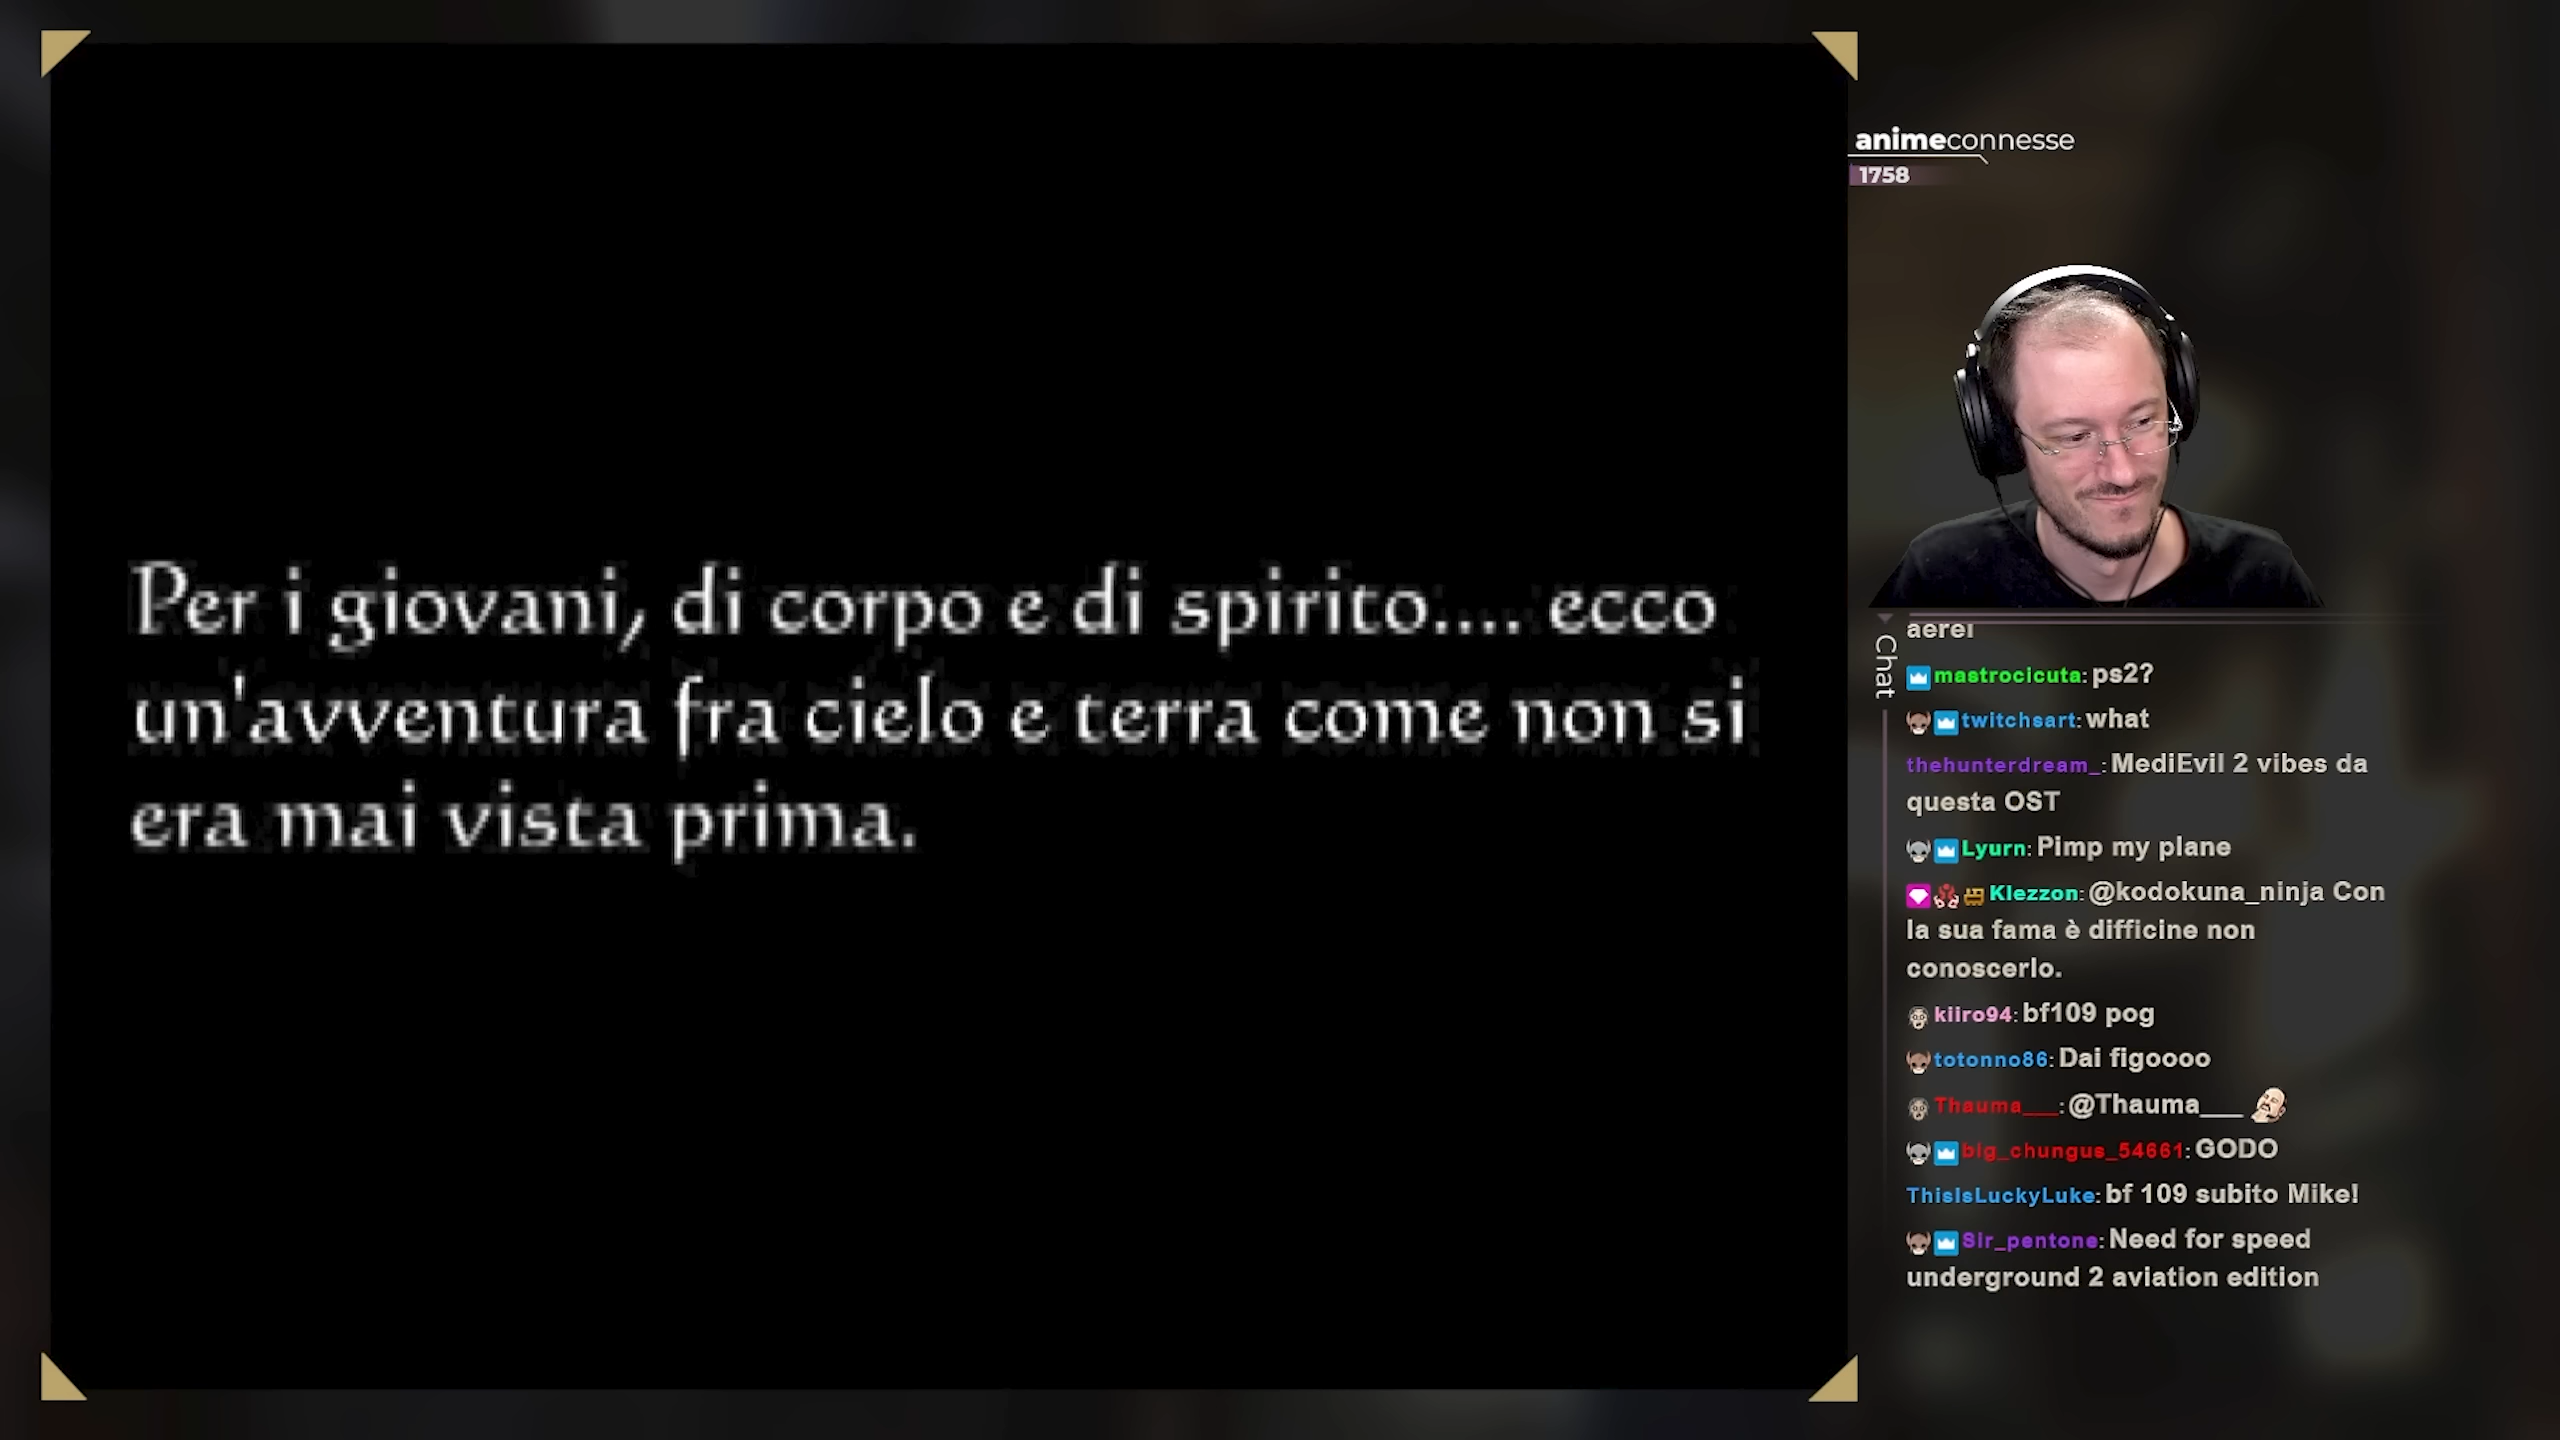 Per i giovani, di corpo e di spirito.... ecco
un'avventura fra cielo e terra come non si
era mai vista prima.
animeconnesse
1758
Chat
aerei
mastrocicuta: ps2?
twitchsart: what
thehunterdream_: MediEvil 2 vibes da
questa OST
Lyurn: Pimp my plane
Klezzon: @kodokuna_ninja Con
la sua fama è difficine non
conoscerlo.
kiiro94: bf109 pog
totonno86: Dai figoooo
Thauma___: @Thauma___
big_chungus_54661: GODO
ThisIsLuckyLuke: bf 109 subito Mike!
Sir_pentone: Need for speed
underground 2 aviation edition